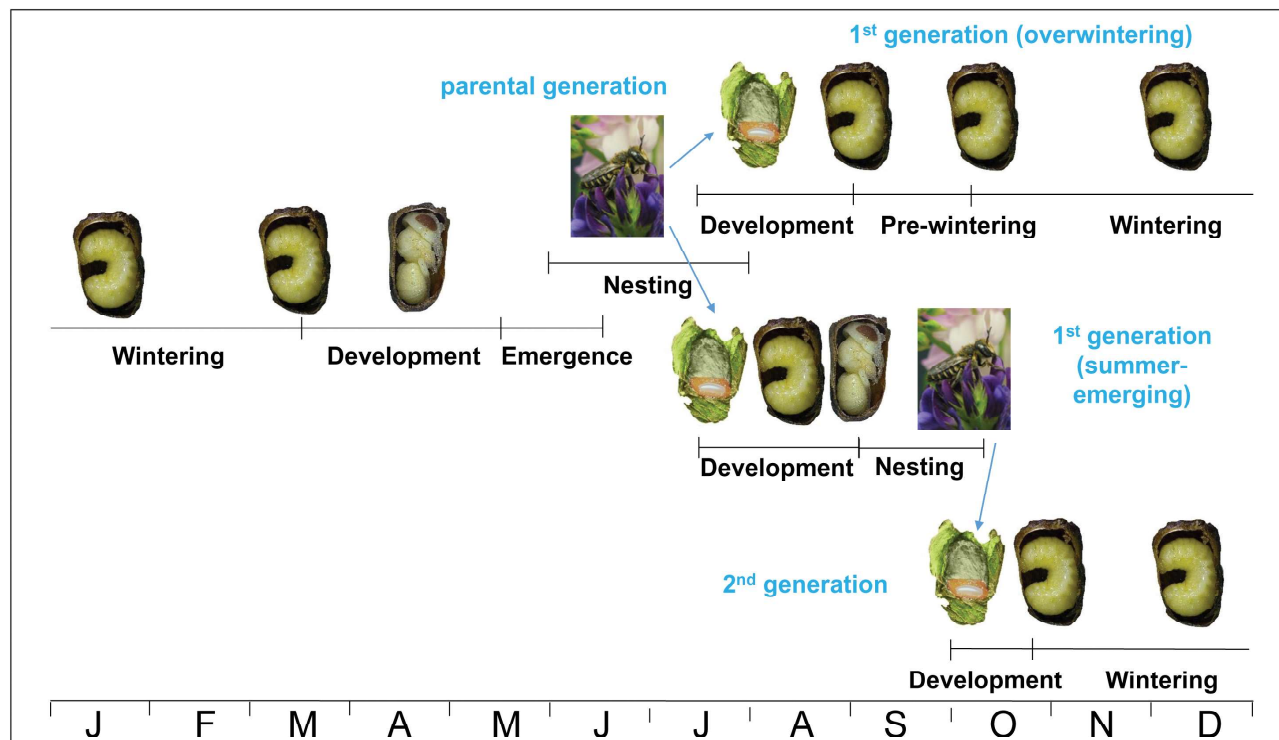 1st generation (overwintering)
parental generation
Development Pre-wintering Wintering
Nesting
Wintering Development Emergence
1st generation
(summer-
emerging)
Development Nesting
2nd generation
Development Wintering
J F M A M J J A S O N D